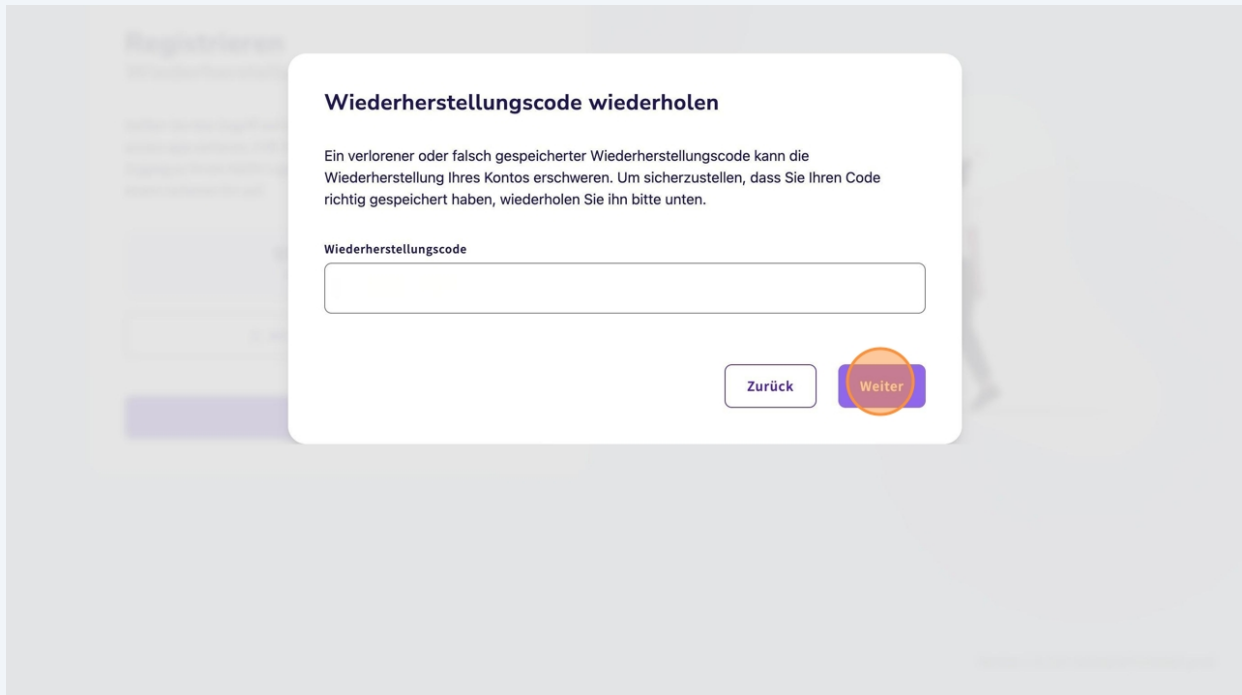 Registrieren
Wiederherstellungscode wiederholen
Ein verlorener oder falsch gespeicherter Wiederherstellungscode kann die
Wiederherstellung Ihres Kontos erschweren. Um sicherzustellen, dass Sie Ihren Code
richtig gespeichert haben, wiederholen Sie ihn bitte unten.
Wiederherstellungscode
Zurück
Weiter